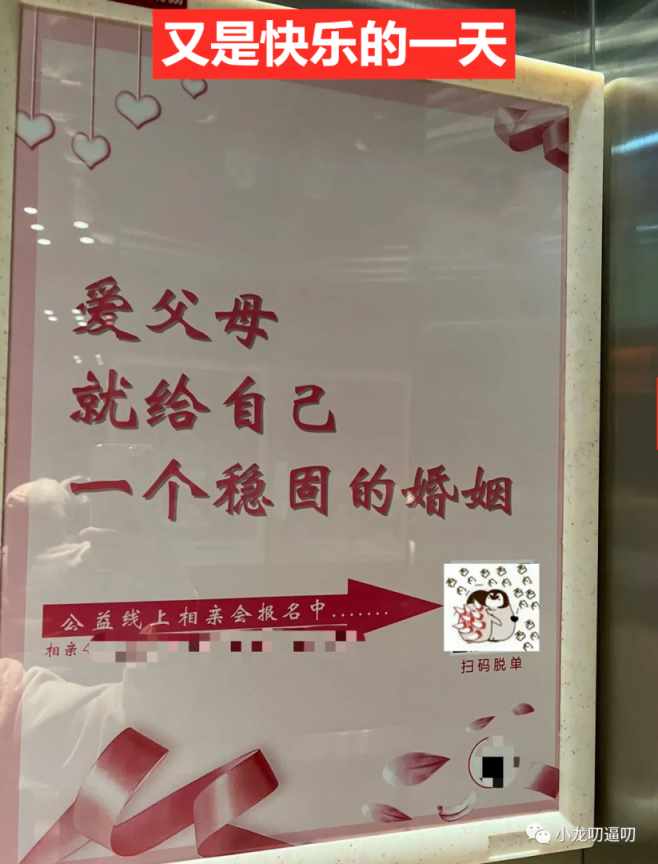 又是快乐的一天
爱父母
就给自己
一个稳固的婚姻
公益线上相亲会报名中.......
相亲
扫码脱单
小龙叨逼叨